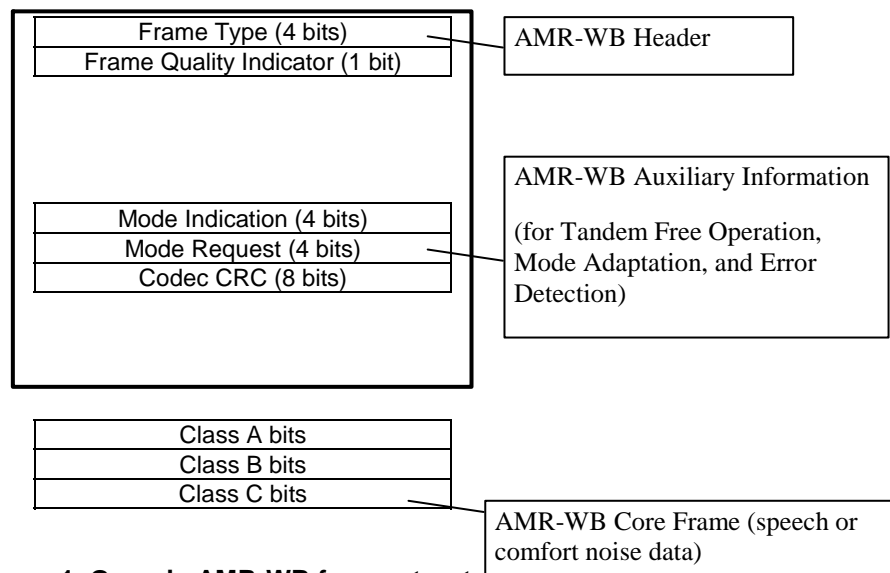 Frame Type (4 bits)
Frame Quality Indicator (1 bit)
AMR-WB Header
Mode Indication (4 bits)
Mode Request (4 bits)
Codec CRC (8 bits)
AMR-WB Auxiliary Information
(for Tandem Free Operation,
Mode Adaptation, and Error
Detection)
Class A bits
Class B bits
Class C bits
AMR-WB Core Frame (speech or
comfort noise data)
AMR-WB